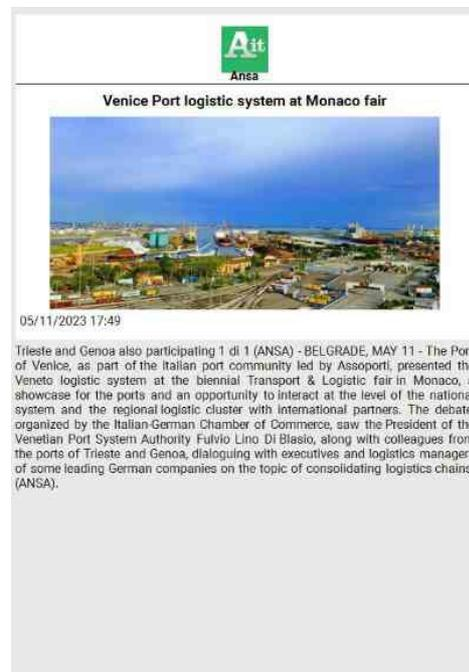 Ait
Ansa
Venice Port logistic system at Monaco fair
05/11/2023 17:49
Trieste and Genoa also participating 1 di 1 (ANSA) - BELGRADE, MAY 11 - The Por
of Venice, as part of the Italian port community led by Assoporti, presented th
Veneto logistic system at the biennial Transport & Logistic fair in Monaco,
showcase for the ports and an opportunity to interact at the level of the nationa
system and the regional logistic cluster with international partners. The debate
organized by the Italian-German Chamber of Commerce, saw the President of th
Venetian Port System Authority Fulvio Lino Di Blasio, along with colleagues fron
the ports of Trieste and Genoa, dialoguing with executives and logistics manager
of some leading German companies on the topic of consolidating logistics chains
(ANSA).